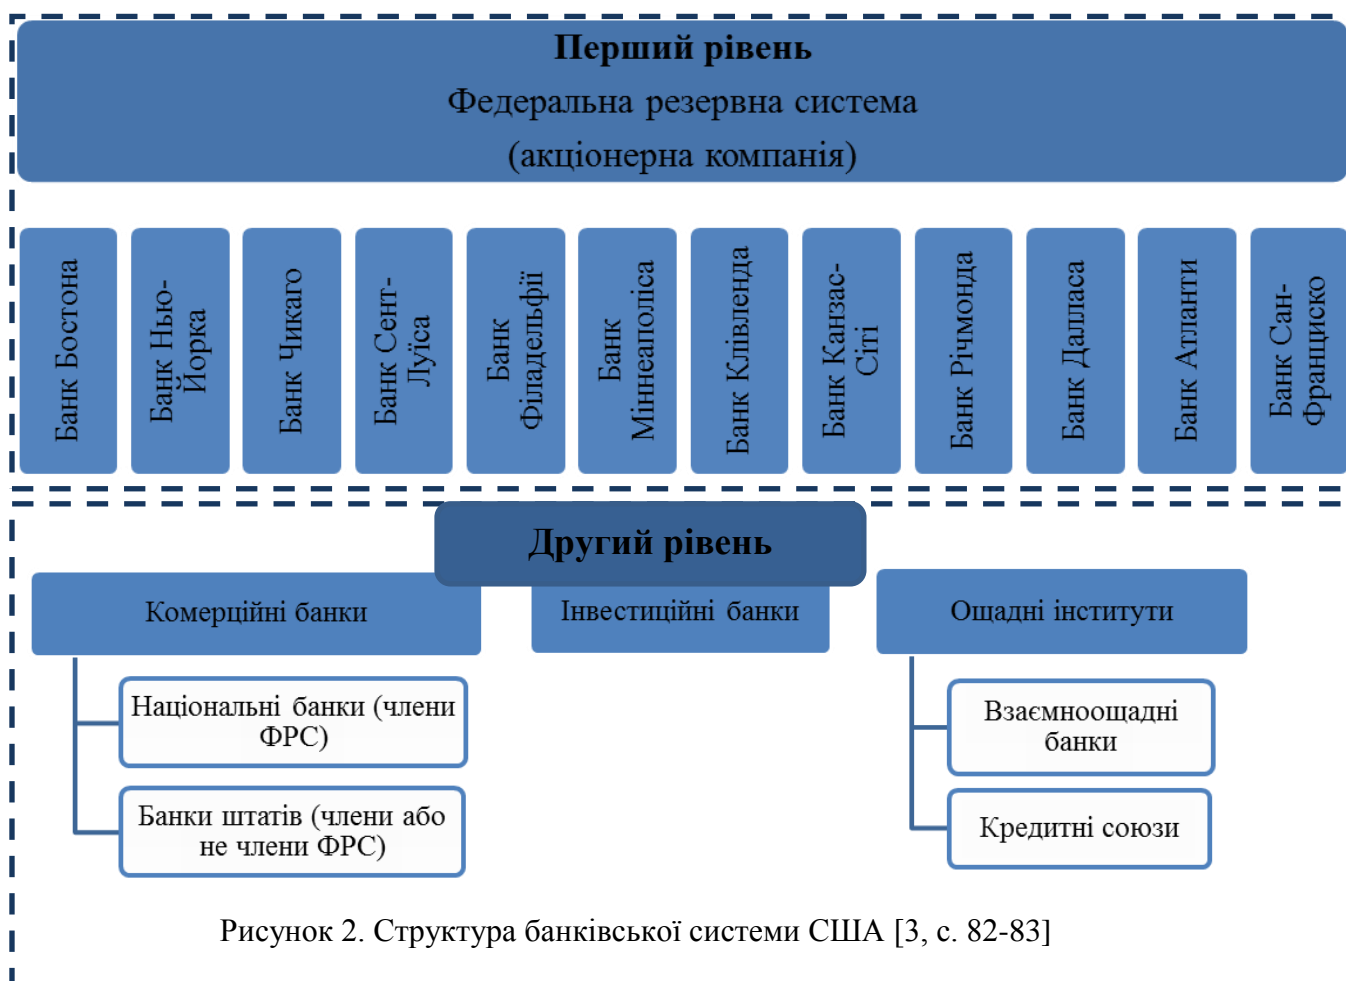 Перший рівень
Федеральна резервна система
(акціонерна компанія)
Банк Бостона
Банк Нью-
Йорка
Банк Чикаго
Банк Сент-
Луїса
Банк
Філадельфії
Банк
Міннеаполіса
Банк Клівленда
Банк Канзас-
Сіті
Банк Річмонда
Банк Далласа
Банк Атланти
Банк Сан-
Франциско
Другий рівень
Комерційні банки
Національні банки (члени
ФРС)
Банки штатів (члени або
не члени ФРС)
Інвестиційні банки
Ощадні інститути
Взаємноощадні
банки
Кредитні союзи
Рисунок 2. Структура банківської системи США [3, с. 82-83]